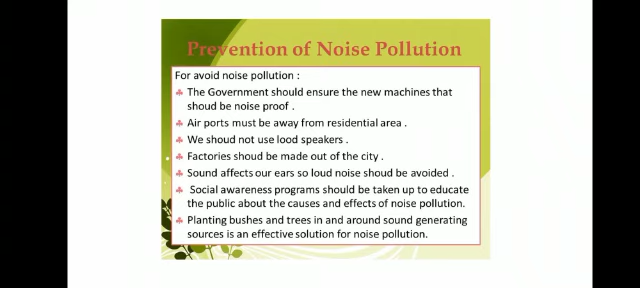 Prevention of Noise Pollution
For avoid noise pollution :
The Government should ensure the new machines that
shoud be noise proof .
Air ports must be away from residential area .
We shoud not use lood speakers .
Factories shoud be made out of the city .
Sound affects our ears so loud noise should be avoided .
Social awareness programs should be taken up to educate
the public about the causes and effects of noise pollution.
Planting bushes and trees in and around sound generating
sources is an effective solution for noise pollution.